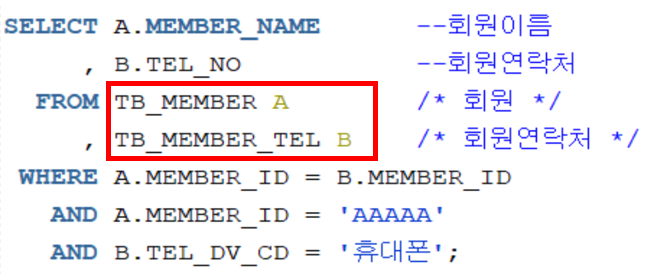 SELECT A.MEMBER_NAME --회원이름
, B.TEL_NO --회원연락처
FROM TB_MEMBER A /* 회원 */
, TB_MEMBER_TEL B /* 회원연락처 */
WHERE A.MEMBER_ID = B.MEMBER_ID
AND A.MEMBER_ID = 'AAAAA'
AND B.TEL_DV_CD = '휴대폰';